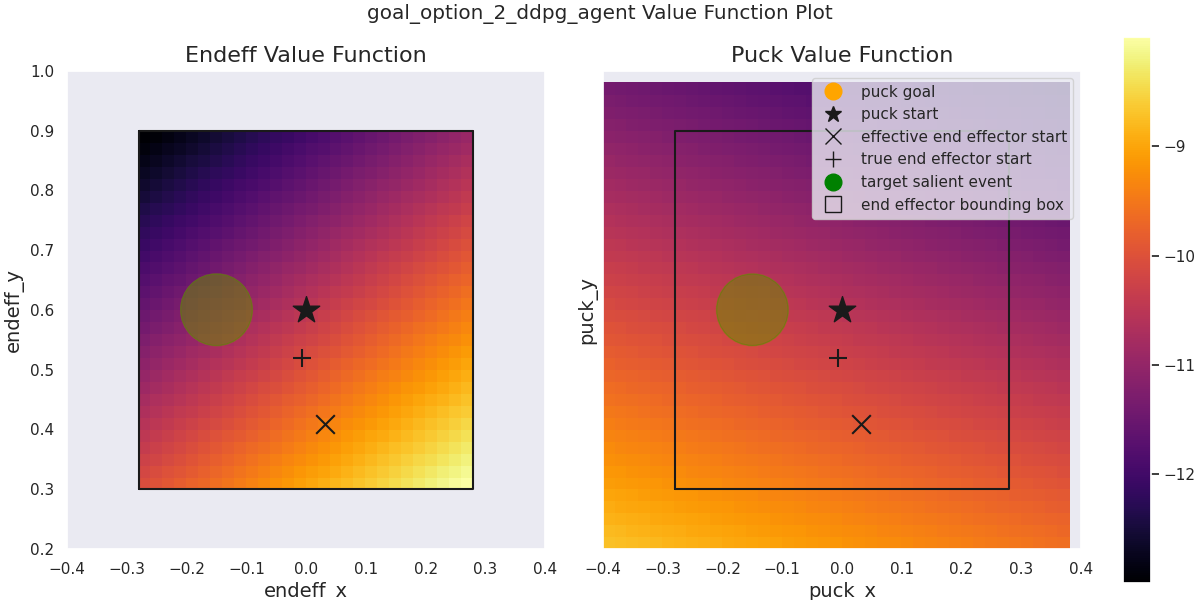 goal_option_2_ddpg_agent Value Function Plot
Endeff Value Function
Puck Value Function
1.0
0.9
0.8
0.7
0.6
0.5
0.4
0.3
0.2
endeff_y
−0.4 −0.3 −0.2 −0.1 0.0 0.1 0.2 0.3 0.4
endeff_x
puck_y
puck goal
puck start
effective end effector start
true end effector start
target salient event
end effector bounding box
−0.4 −0.3 −0.2 −0.1 0.0 0.1 0.2 0.3 0.4
puck_x
−9
−10
−11
−12